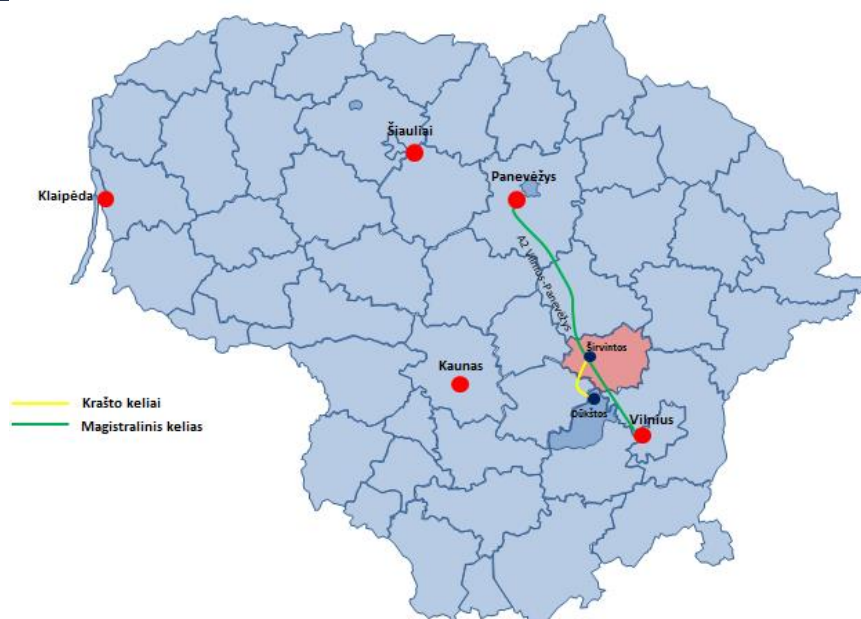 Šiauliai
Panevėžys
Klaipėda
A2 Vilnius-Panevėžys
Širvintos
Kaunas
Dūkštos
Vilnius
Krašto keliai
Magistralinis kelias